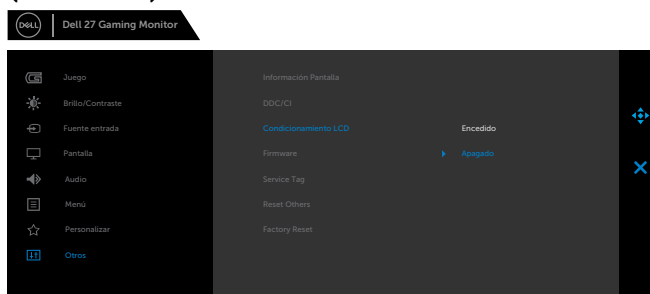 DELL
Dell 27 Gaming Monitor
Juego
Información Pantalla
Brillo/Contraste
DDC/CI
Fuente entrada
Condicionamiento LCD
Encedido
Pantalla
Firmware
Apagado
Audio
Service Tag
Menú
Reset Others
Personalizar
Factory Reset
Otros